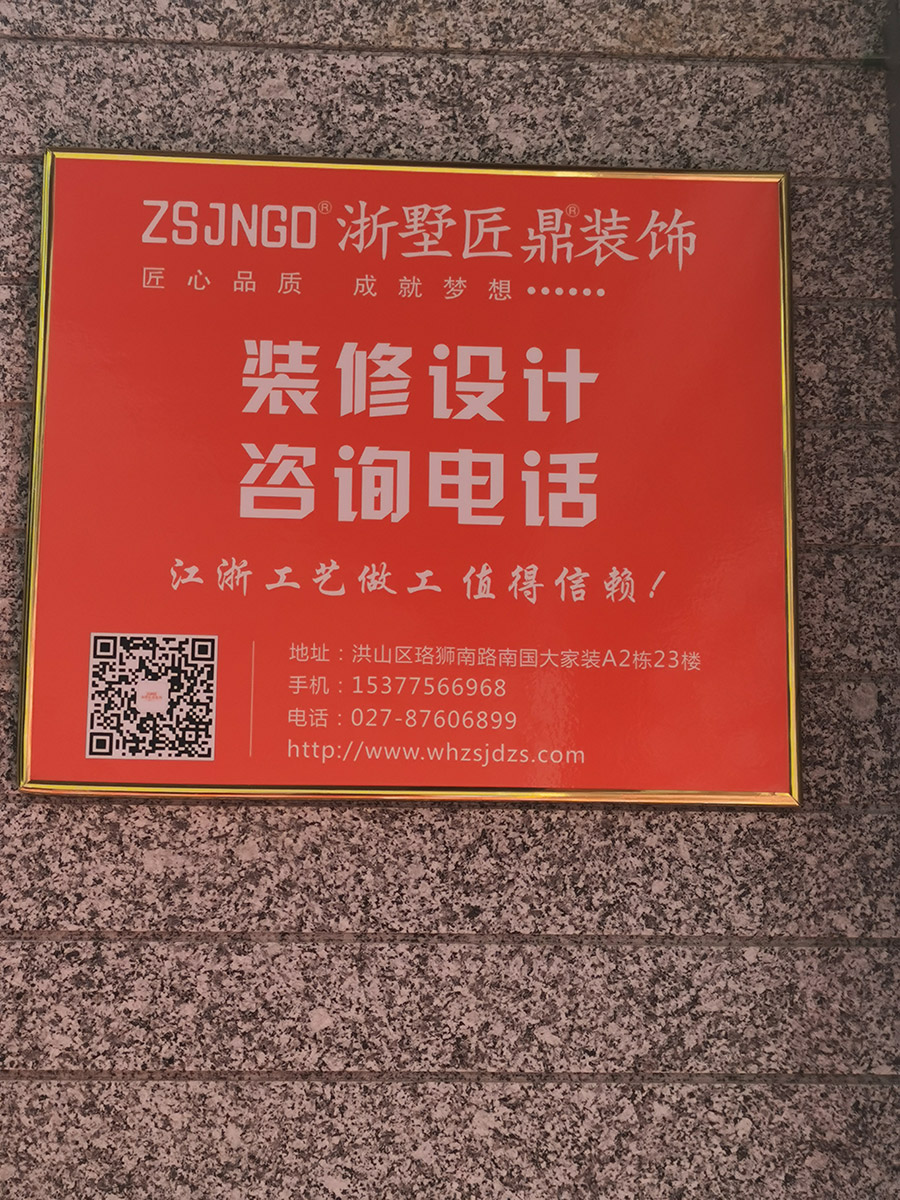 ZSJNGD® 浙墅匠鼎®装饰
匠心品质 成就梦想••••••
装修设计
咨询电话
江浙工艺做工 值得信赖！
地址：洪山区珞狮南路南国大家装A2栋23楼
手机：15377566968
电话：027-87606899
http://www.whzsjdzs.com